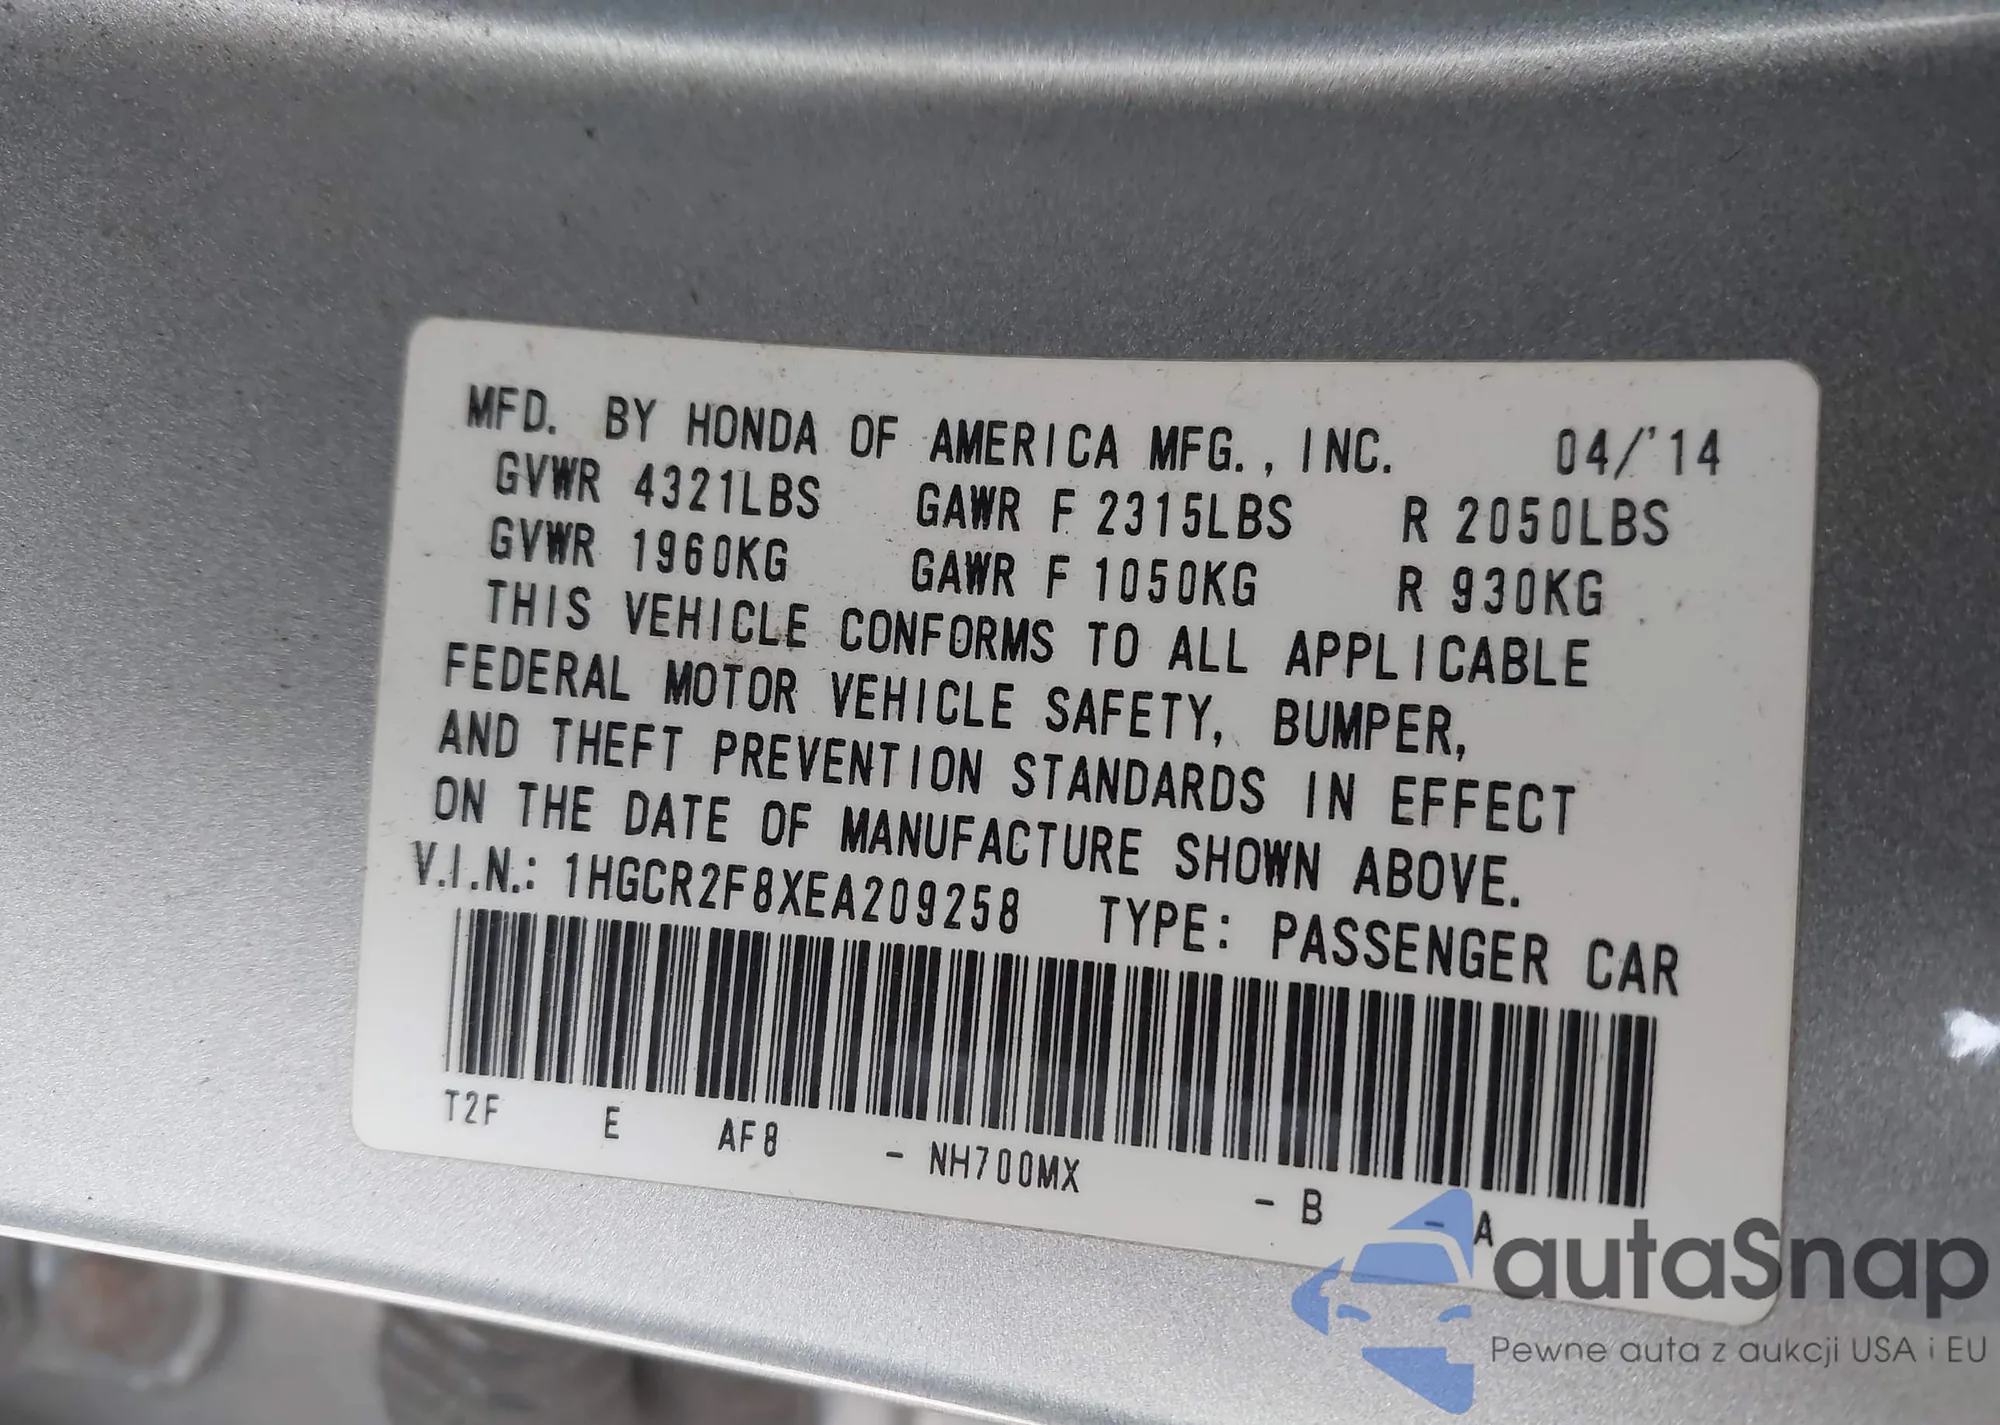 MFD. BY HONDA OF AMERICA MFG., INC. 04/'14
GVWR 4321LBS GAWR F 2315LBS R 2050LBS
GVWR 1960KG GAWR F 1050KG R 930KG
THIS VEHICLE CONFORMS TO ALL APPLICABLE
FEDERAL MOTOR VEHICLE SAFETY, BUMPER,
AND THEFT PREVENTION STANDARDS IN EFFECT
ON THE DATE OF MANUFACTURE SHOWN ABOVE.
V.I.N.: 1HGCR2F8XEA209258 TYPE: PASSENGER CAR
T2F E AF8 - NH700MX - B - A
autaSnap
Pewne auta z aukcji USA i EU